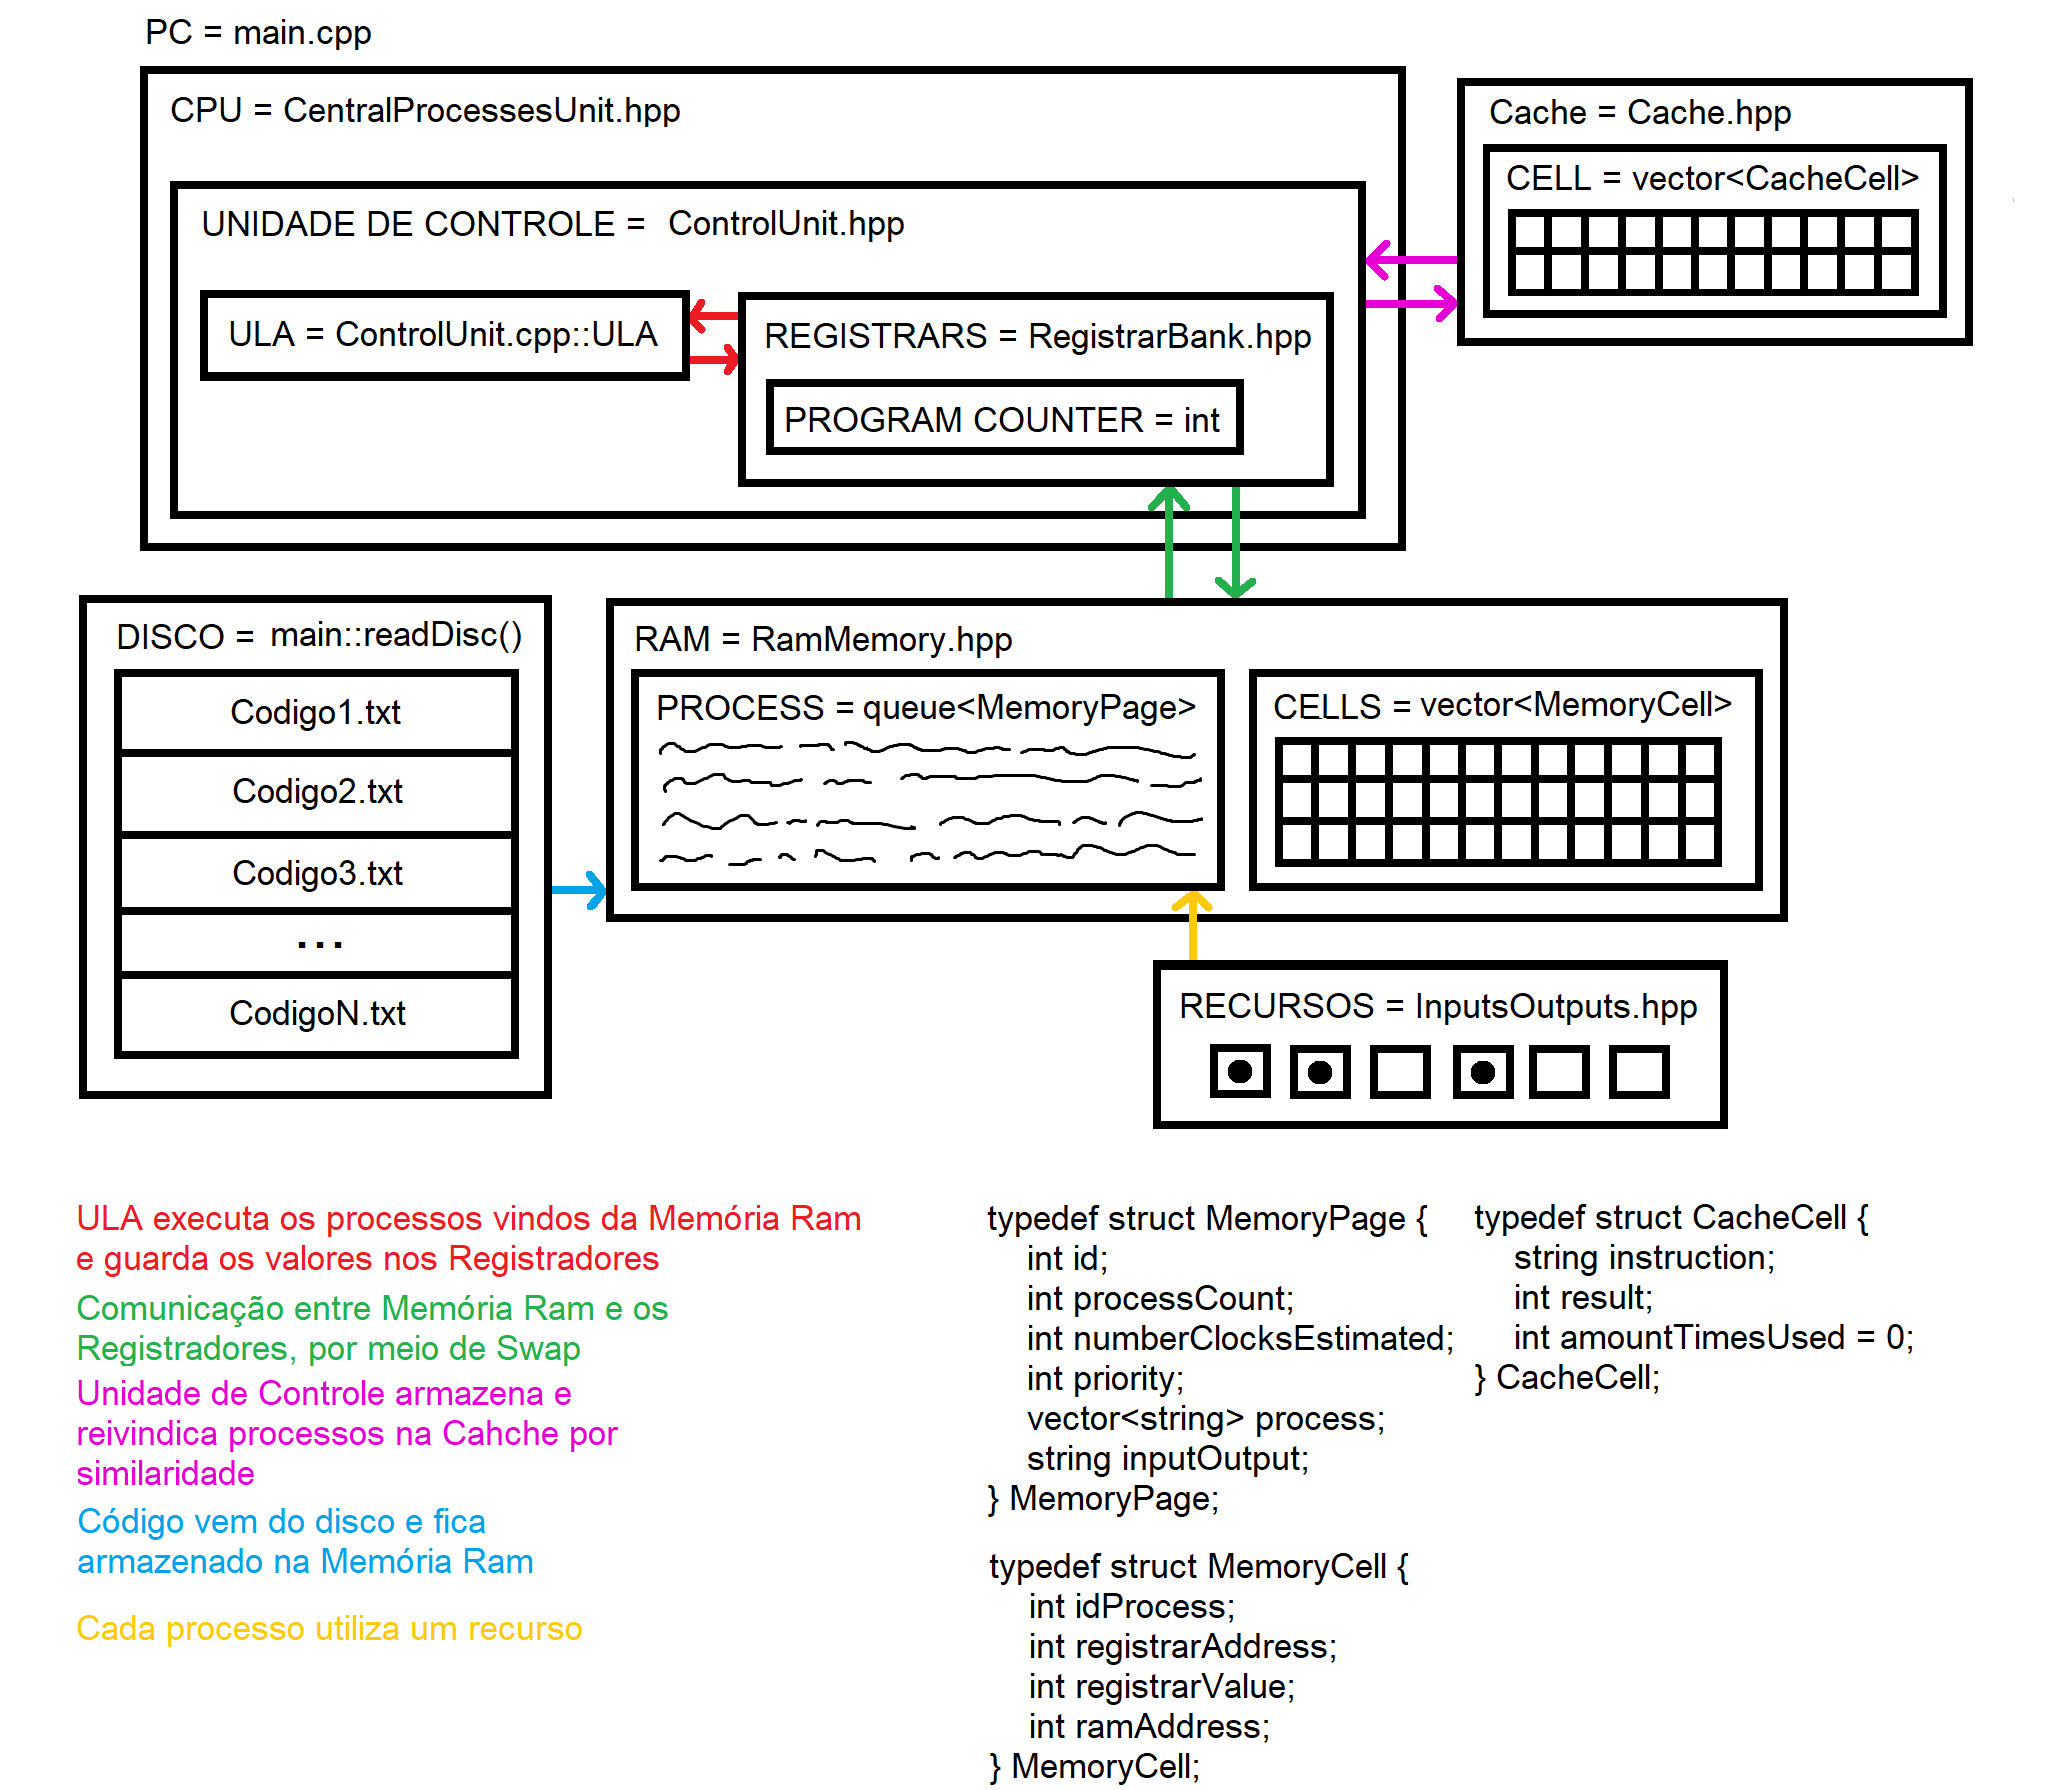 PC = main.cpp
CPU = CentralProcessesUnit.hpp
UNIDADE DE CONTROLE = ControlUnit.hpp
ULA = ControlUnit.cpp::ULA
REGISTRARS = RegistrarBank.hpp
PROGRAM COUNTER = int
Cache = Cache.hpp
CELL = vector<CacheCell>
DISCO = main::readDisc()
Codigo1.txt
Codigo2.txt
Codigo3.txt
...
CodigoN.txt
RAM = RamMemory.hpp
PROCESS = queue<MemoryPage>
CELLS = vector<MemoryCell>
RECURSOS = InputsOutputs.hpp
ULA executa os processos vindos da Memória Ram
e guarda os valores nos Registradores
Comunicação entre Memória Ram e os
Registradores, por meio de Swap
Unidade de Controle armazena e
reivindica processos na Cahche por
similaridade
Código vem do disco e fica
armazenado na Memória Ram
Cada processo utiliza um recurso
typedef struct MemoryPage {
int id;
int processCount;
int numberClocksEstimated;
int priority;
vector<string> process;
string inputOutput;
} MemoryPage;
typedef struct MemoryCell {
int idProcess;
int registrarAddress;
int registrarValue;
int ramAddress;
} MemoryCell;
typedef struct CacheCell {
string instruction;
int result;
int amountTimesUsed = 0;
} CacheCell;